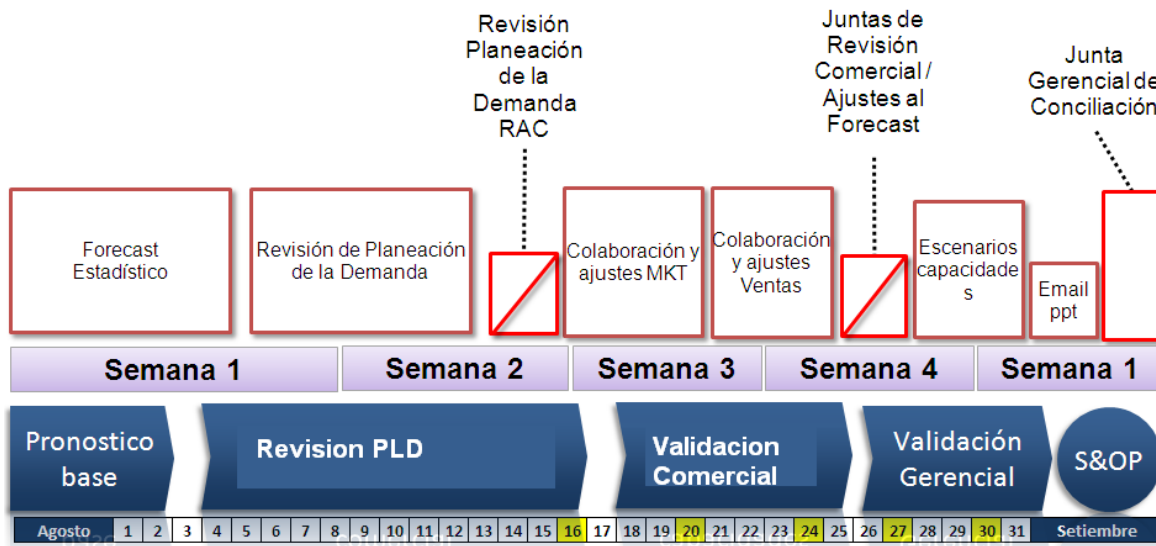 Revisión
Planeación
de la
Demanda
RAC
Juntas de
Revisión
Comercial /
Ajustes al
Forecast
Junta
Gerencial de
Conciliación
Forecast
Estadístico
Revisión de Planeación
de la Demanda
Colaboración y
ajustes MKT
Colaboración
y ajustes
Ventas
Escenarios
capacidade
s
Email
ppt
Semana 1
Semana 2
Semana 3
Semana 4
Semana 1
Pronostico
base
Revision PLD
Validacion
Comercial
Validación
Gerencial
S&OP
Agosto 1 2 3 4 5 6 7 8 9 10 11 12 13 14 15 16 17 18 19 20 21 22 23 24 25 26 27 28 29 30 31 Setiembre